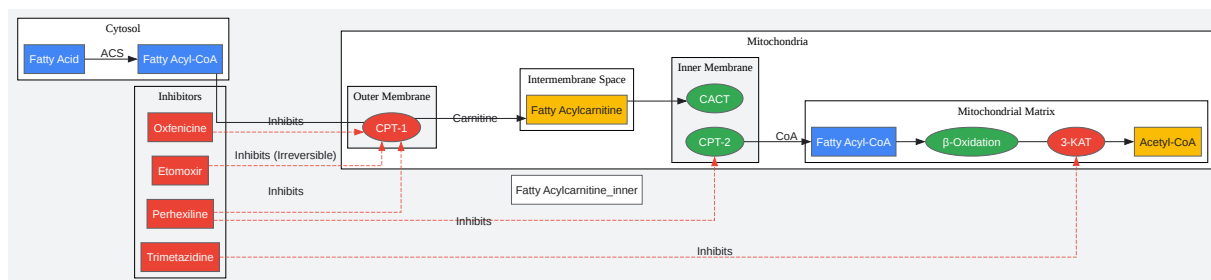 Cytosol
Fatty Acid
ACS
Fatty Acyl-CoA
Mitochondria
Outer Membrane
CPT-1
Carnitine
Intermembrane Space
Fatty Acylcarnitine
Inner Membrane
CACT
CPT-2
CoA
Mitochondrial Matrix
Fatty Acyl-CoA
β-Oxidation
3-KAT
Acetyl-CoA
Inhibitors
Oxfenicine
Inhibits
Etomoxir
Inhibits (Irreversible)
Perhexiline
Inhibits
Inhibits
Trimetazidine
Inhibits
Fatty Acylcarnitine_inner